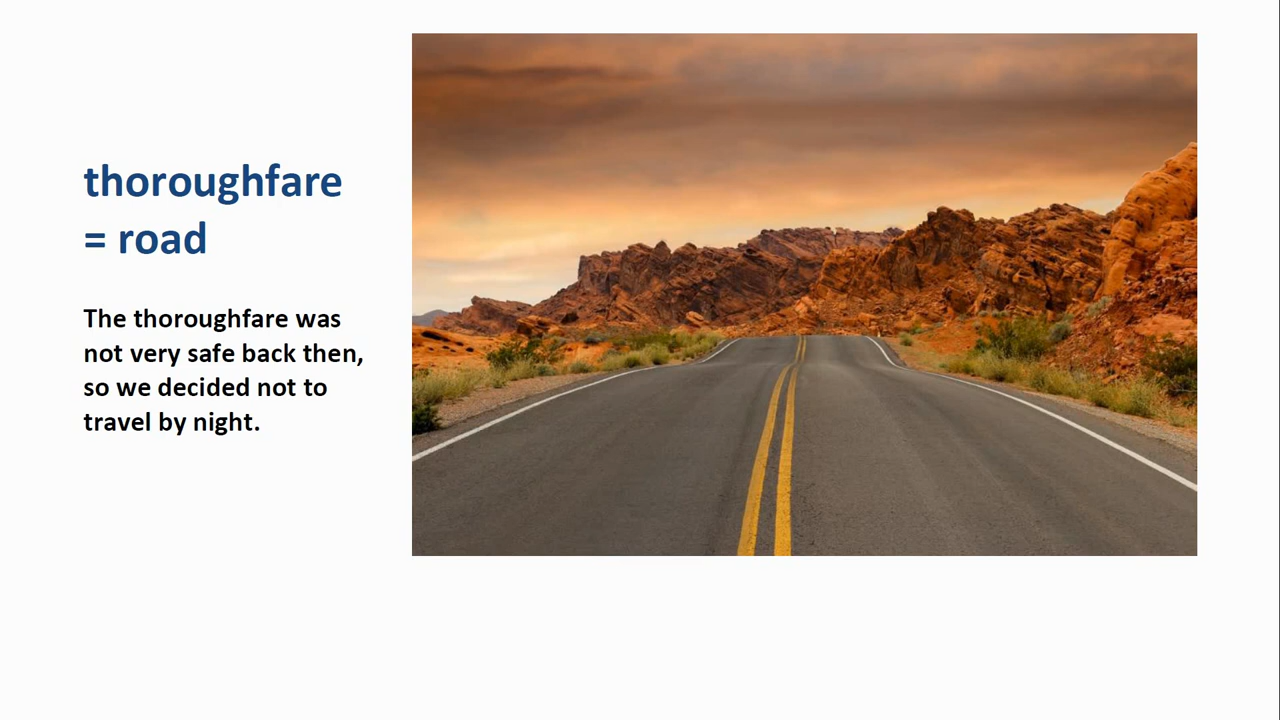 thoroughfare
= road
The thoroughfare was
not very safe back then,
so we decided not to
travel by night.